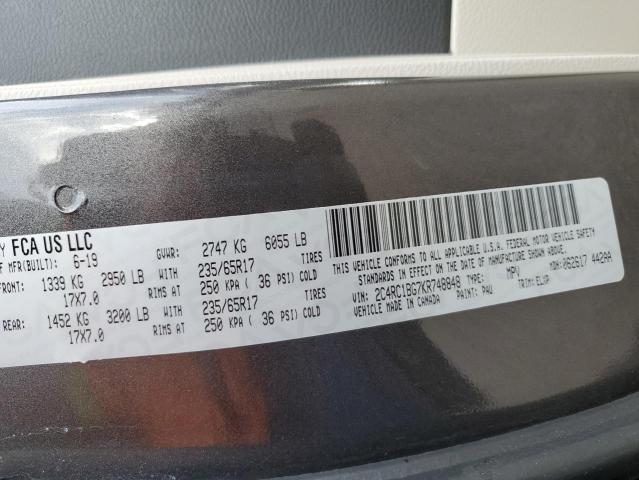 Y FCA US LLC
F MFR(BUILT): 6-19 GVWR: 2747 KG 6055 LB
FRONT: 1339 KG 2950 LB WITH 235/65R17 TIRES
17X7.0 RIMS AT 250 KPA ( 36 PSI) COLD
REAR: 1452 KG 3200 LB WITH 235/65R17 TIRES
17X7.0 RIMS AT 250 KPA ( 36 PSI) COLD
THIS VEHICLE CONFORMS TO ALL APPLICABLE U.S.A. FEDERAL MOTOR VEHICLE SAFETY
STANDARDS IN EFFECT ON THE DATE OF MANUFACTURE SHOWN ABOVE.
MDH: 062617 442AA
VIN: 2C4RC1BG7KR748848 TYPE: MPV
VEHICLE MADE IN CANADA PAINT: PAU TRIM: